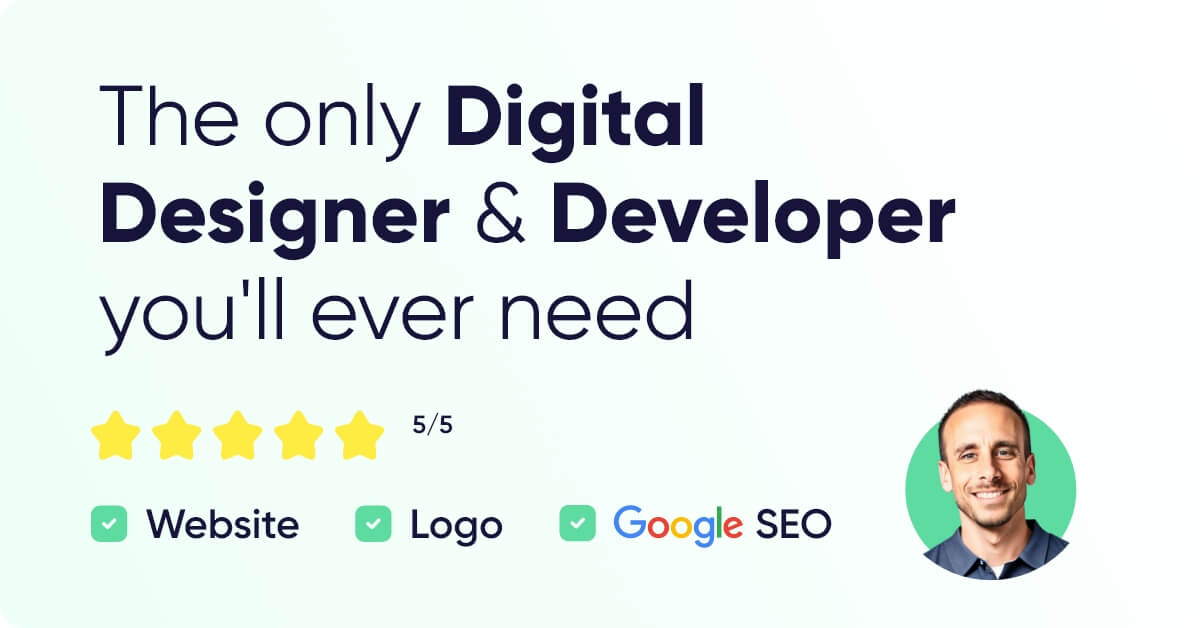 The only Digital
Designer & Developer
you'll ever need
5/5
Website
Logo
Google SEO